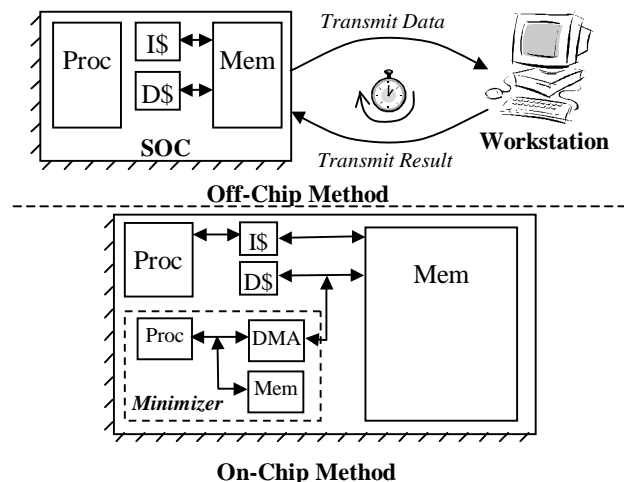 Transmit Data
Proc
I$
D$
Mem
SOC
Workstation
Transmit Result
Off-Chip Method
Proc
I$
D$
Mem
Proc
DMA
Mem
Minimizer
On-Chip Method